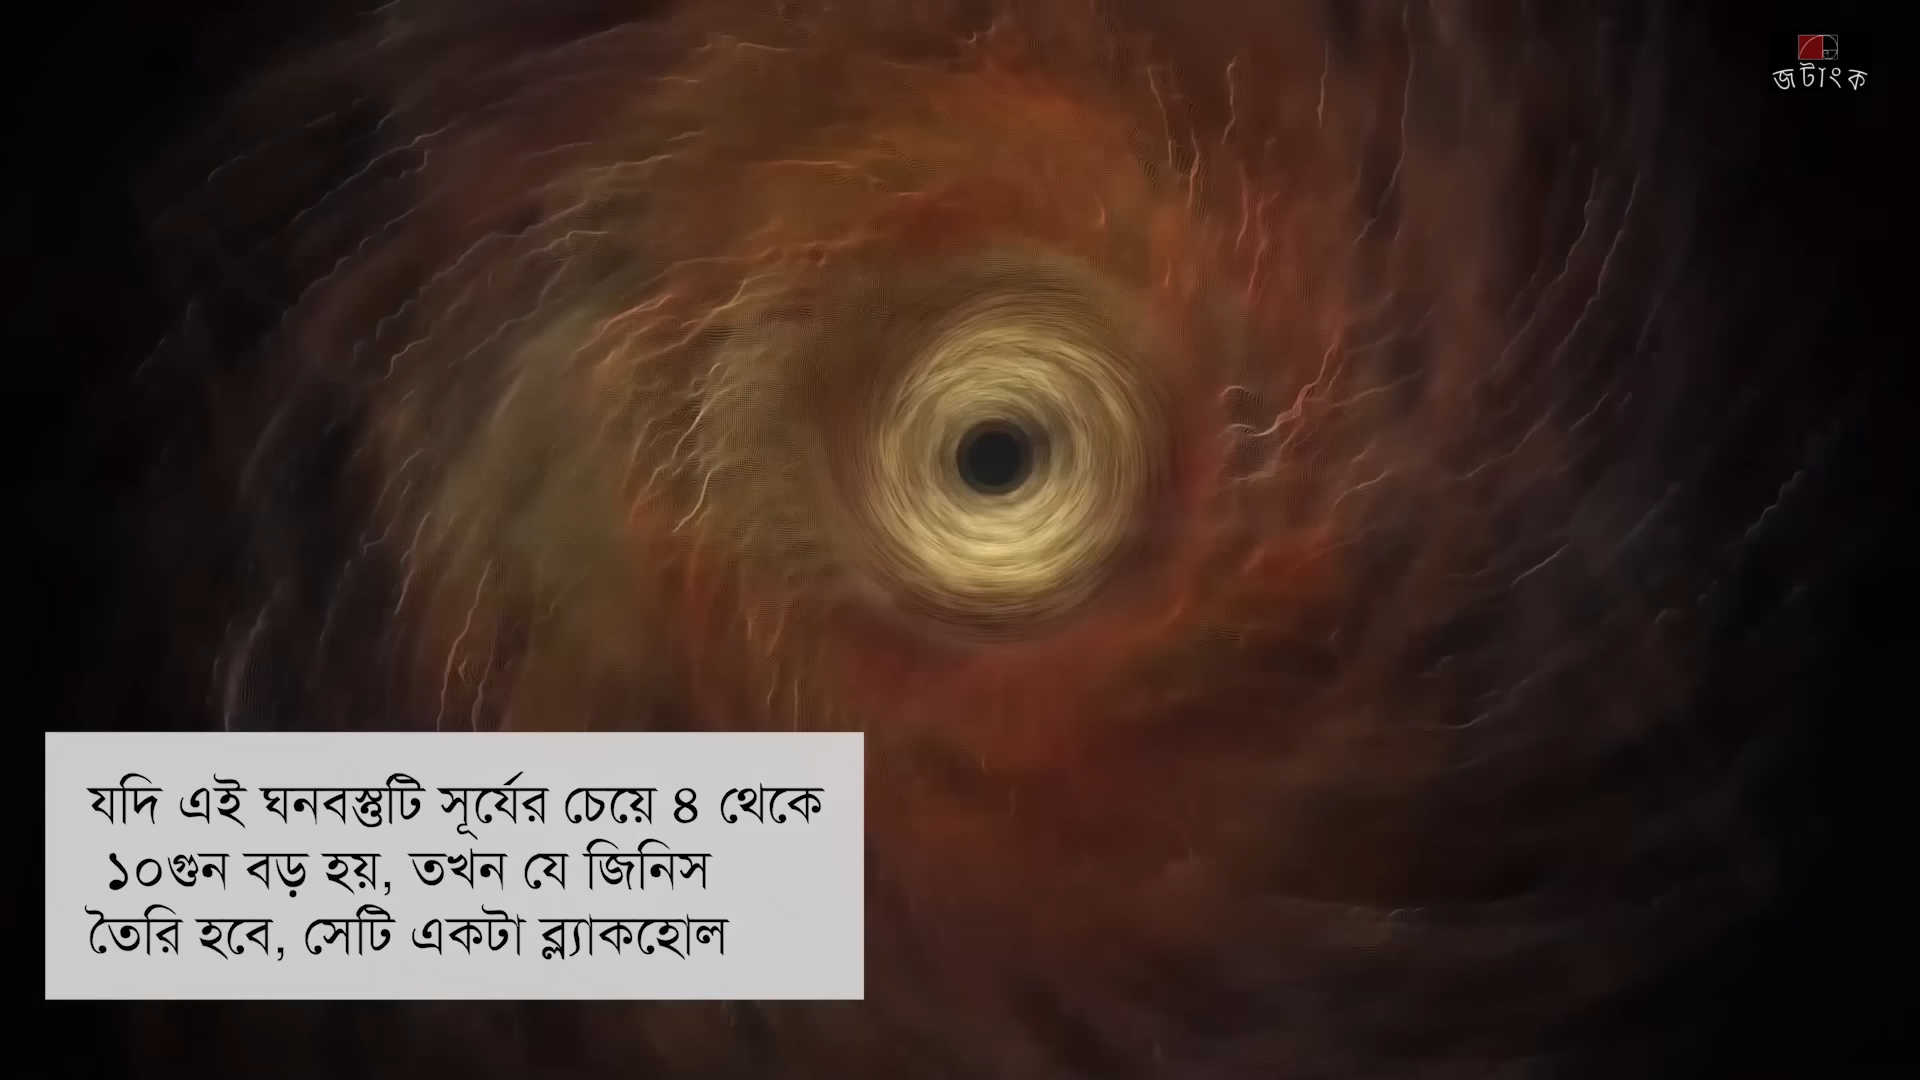 জটাংক
যদি এই ঘনবস্তুটি সূর্যের চেয়ে ৪ থেকে
১০গুন বড় হয়, তখন যে জিনিস
তৈরি হবে, সেটি একটা ব্ল্যাকহোল